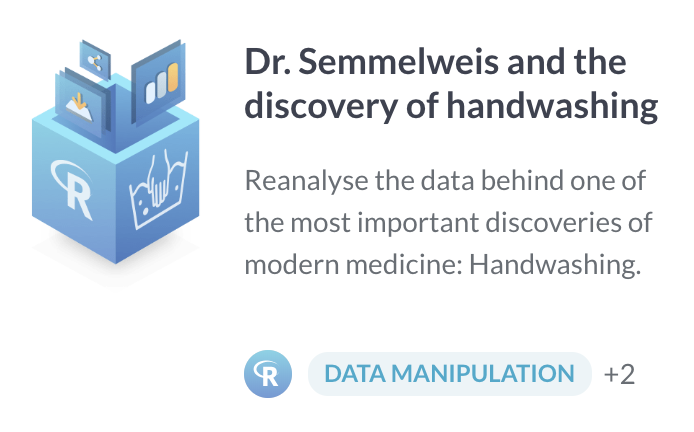 Dr. Semmelweis and the
discovery of handwashing
Reanalyse the data behind one of
the most important discoveries of
modern medicine: Handwashing.
R
R
DATA MANIPULATION
+2